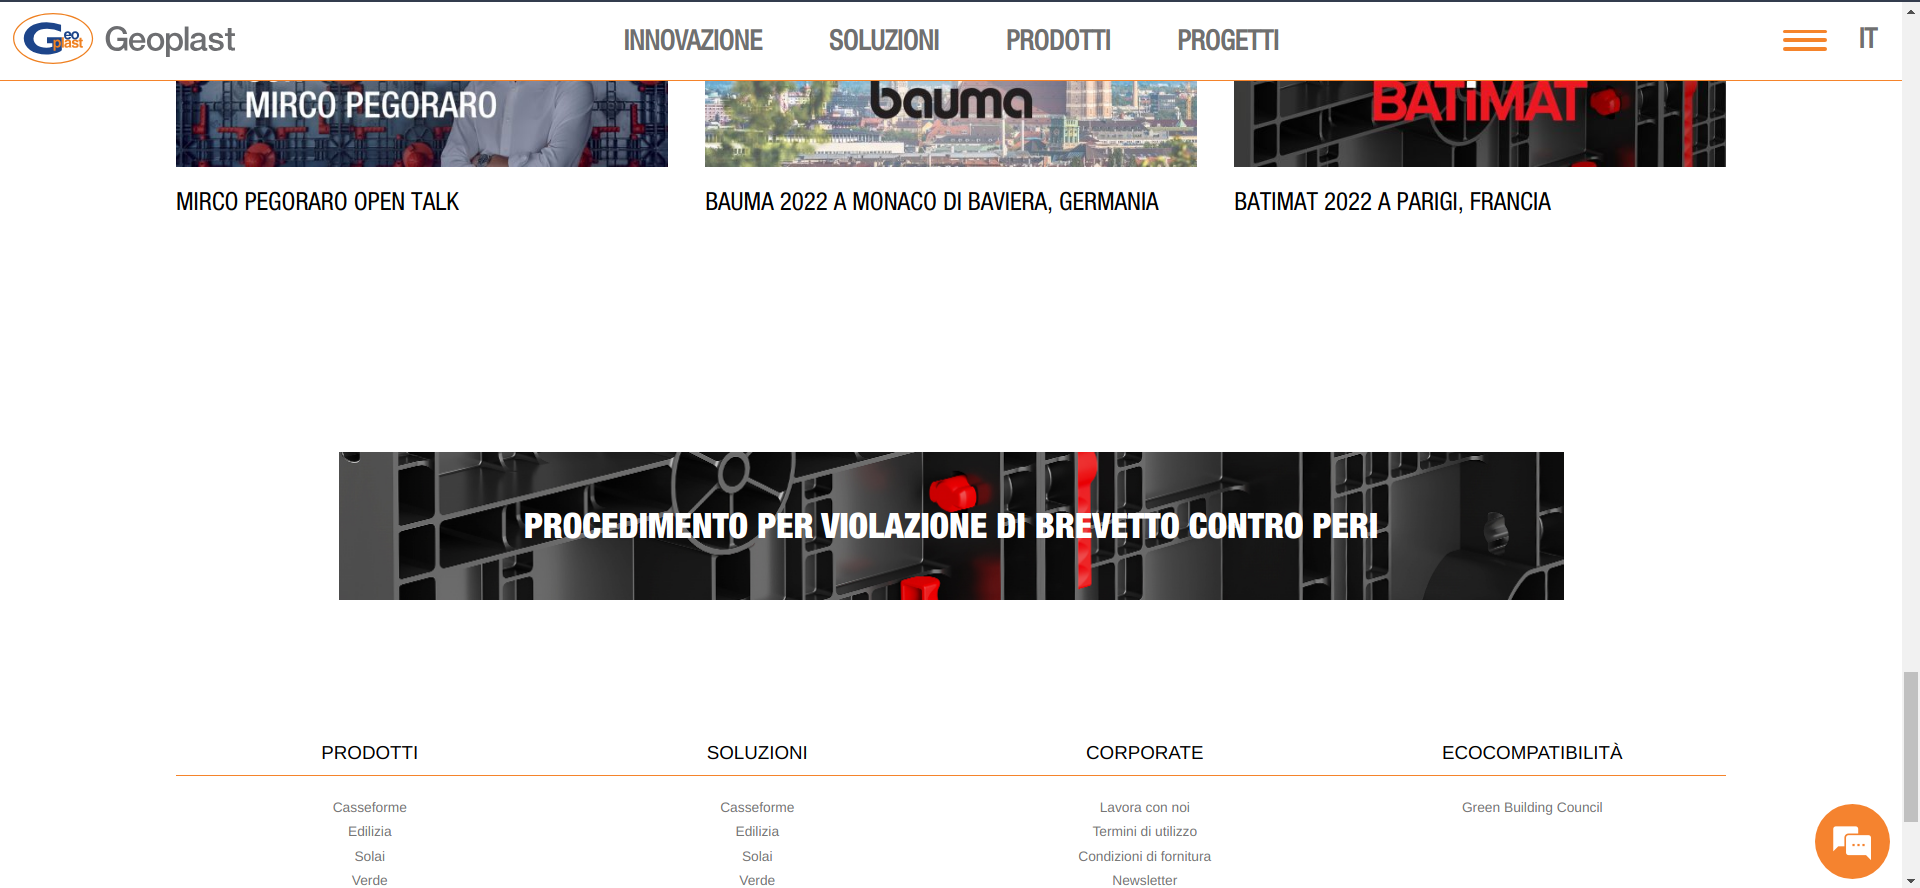 Geoplast
Geoplast
INNOVAZIONE
SOLUZIONI
PRODOTTI
PROGETTI
IT
MIRCO PEGORARO
bauma
BATiMAT
MIRCO PEGORARO OPEN TALK
BAUMA 2022 A MONACO DI BAVIERA, GERMANIA
BATIMAT 2022 A PARIGI, FRANCIA
PROCEDIMENTO PER VIOLAZIONE DI BREVETTO CONTRO PERI
PRODOTTI
Casseforme
Edilizia
Solai
Verde
SOLUZIONI
Casseforme
Edilizia
Solai
Verde
CORPORATE
Lavora con noi
Termini di utilizzo
Condizioni di fornitura
Newsletter
ECOCOMPATIBILITÀ
Green Building Council